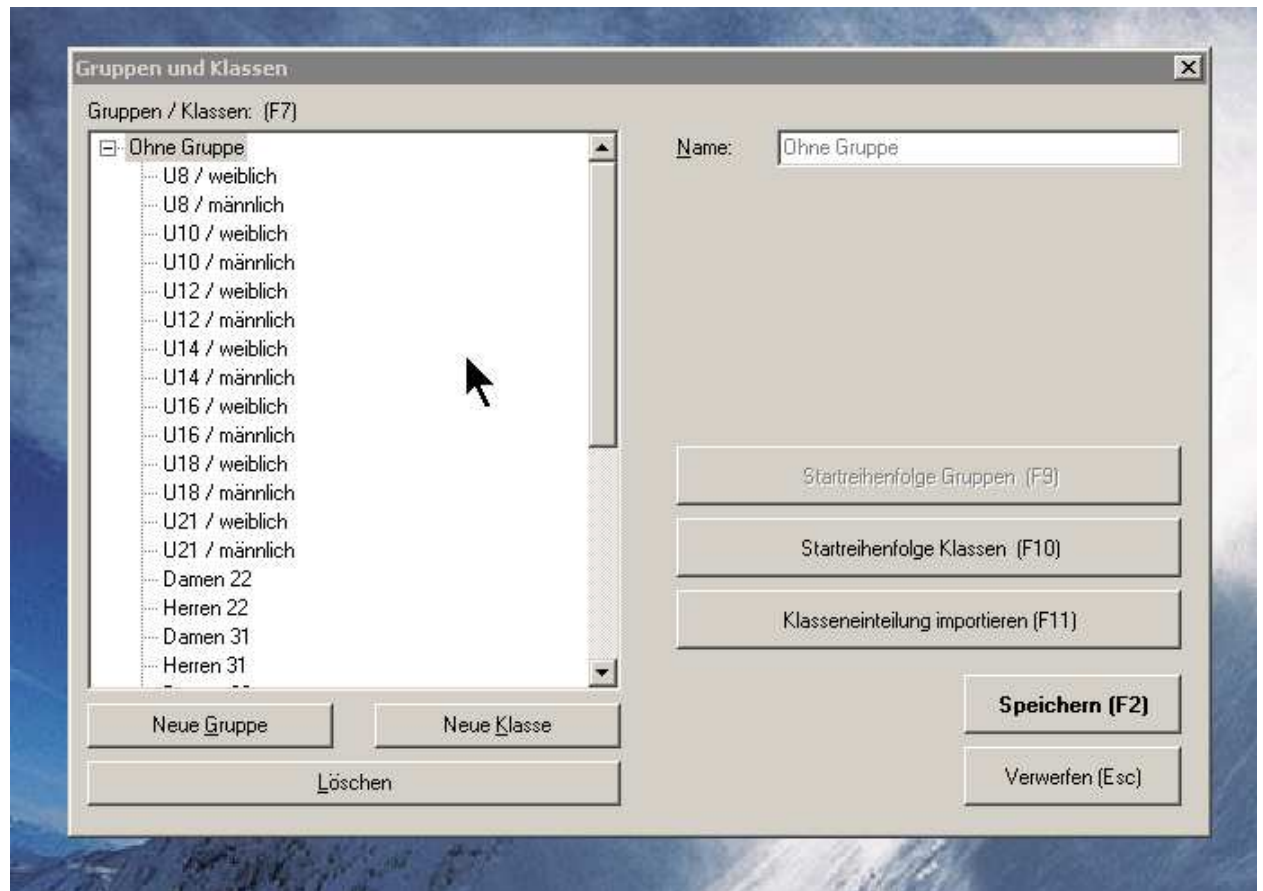 Gruppen und Klassen
Gruppen / Klassen: (F7)
Ohne Gruppe
U8 / weiblich
U8 / männlich
U10 / weiblich
U10 / männlich
U12 / weiblich
U12 / männlich
U14 / weiblich
U14 / männlich
U16 / weiblich
U16 / männlich
U18 / weiblich
U18 / männlich
U21 / weiblich
U21 / männlich
Damen 22
Herren 22
Damen 31
Herren 31
Neue Gruppe
Neue Klasse
Löschen
Name: Ohne Gruppe
Startreihenfolge Gruppen (F9)
Startreihenfolge Klassen (F10)
Klasseneinteilung importieren (F11)
Speichern (F2)
Verwerfen (Esc)